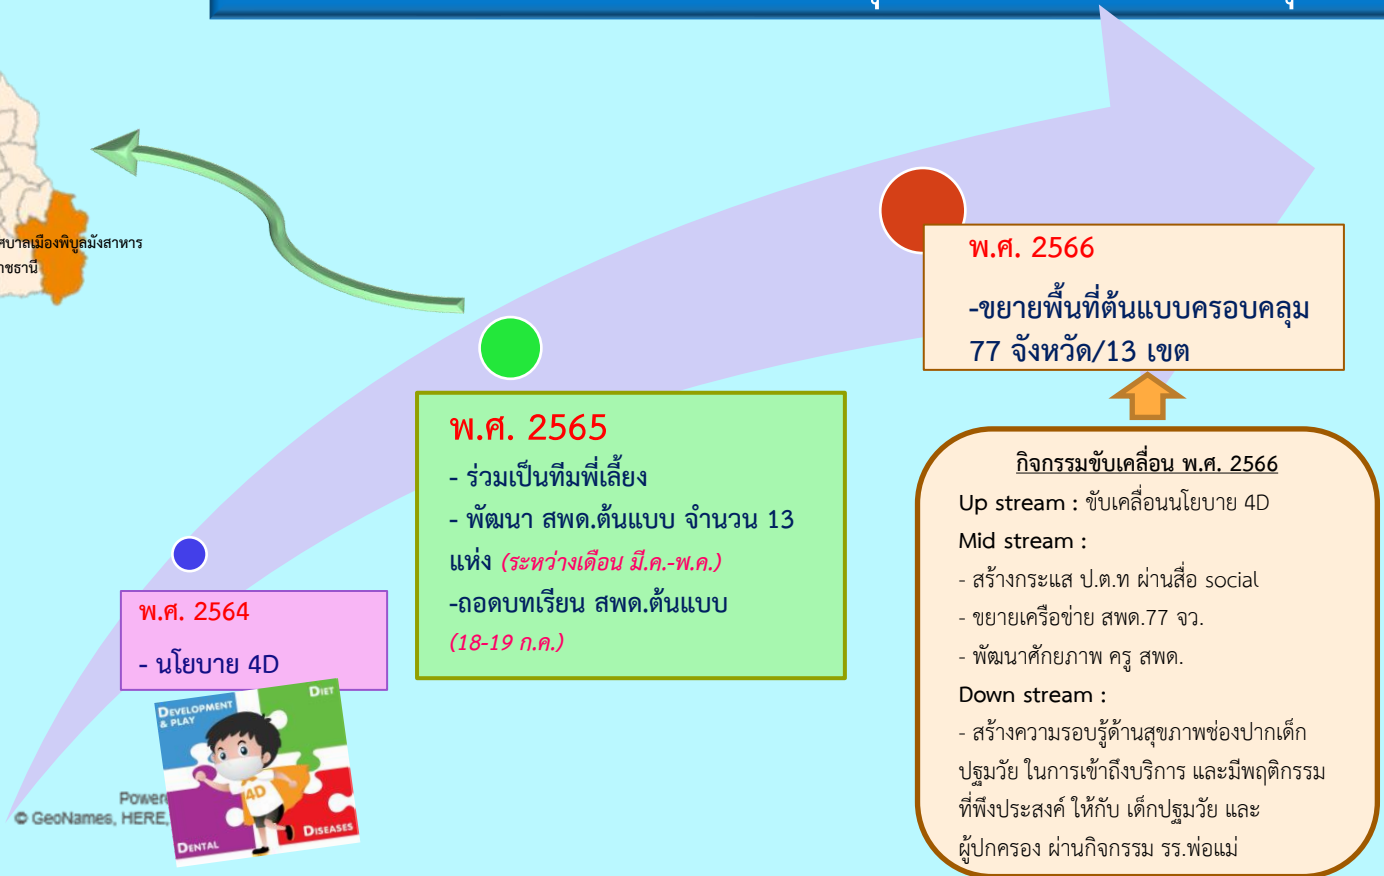 พิบูลมังสาหาร
พ.ศ. 2566
-ขยายพื้นที่ต้นแบบครอบคลุม
77 จังหวัด/13 เขต
พ.ศ. 2565
- ร่วมเป็นทีมพี่เลี้ยง
- พัฒนา สพด.ต้นแบบ จำนวน 13
แห่ง (ระหว่างเดือน มี.ค.-พ.ค.)
-ถอดบทเรียน สพด.ต้นแบบ
(18-19 ก.ค.)
พ.ศ. 2564
- นโยบาย 4D
DEVELOPMENT
& PLAY
DIET
4D
DENTAL
DISEASES
© GeoNames, HERE,
กิจกรรมขับเคลื่อน พ.ศ. 2566
Up stream : ขับเคลื่อนนโยบาย 4D
Mid stream :
- สร้างกระแส ป.ต.ท ผ่านสื่อ social
- ขยายเครือข่าย สพด.77 จว.
- พัฒนาศักยภาพ ครู สพด.
Down stream :
- สร้างความรอบรู้ด้านสุขภาพช่องปากเด็ก
ปฐมวัย ในการเข้าถึงบริการ และมีพฤติกรรม
ที่พึงประสงค์ ให้กับ เด็กปฐมวัย และ
ผู้ปกครอง ผ่านกิจกรรม รร.พ่อแม่